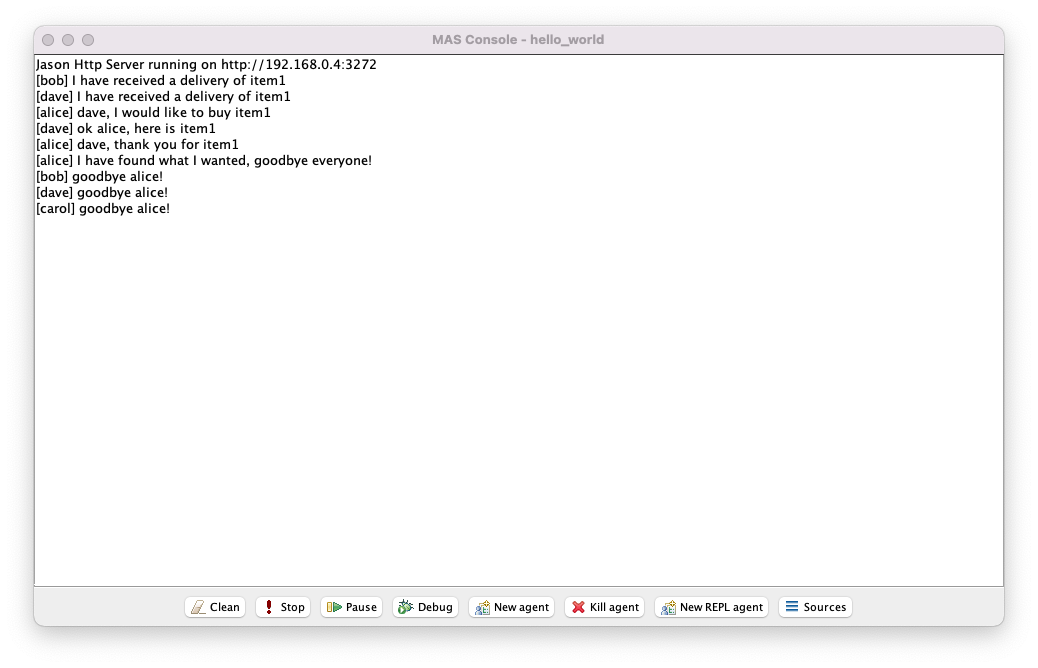 MAS Console - hello_world
Jason Http Server running on http://192.168.0.4:3272
[bob] I have received a delivery of item1
[dave] I have received a delivery of item1
[alice] dave, I would like to buy item1
[dave] ok alice, here is item1
[alice] dave, thank you for item1
[alice] I have found what I wanted, goodbye everyone!
[bob] goodbye alice!
[dave] goodbye alice!
[carol] goodbye alice!
Clean Stop Pause Debug New agent Kill agent New REPL agent Sources